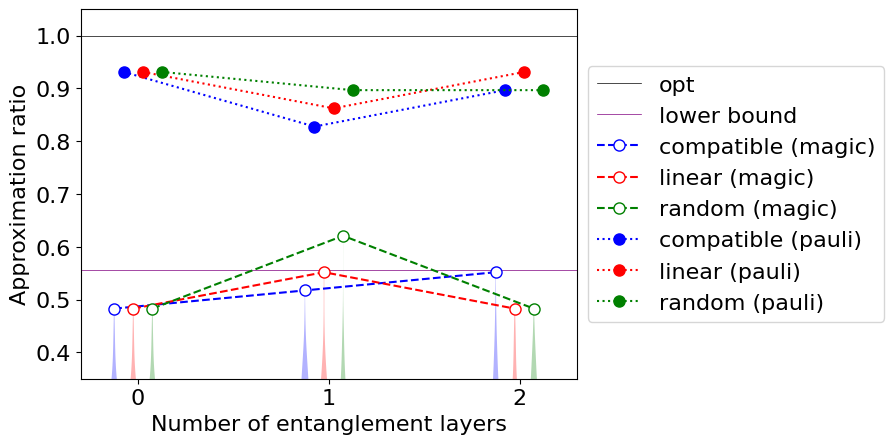 1.0
0.9
0.8
0.7
0.6
0.5
0.4
Approximation ratio
0 1 2
Number of entanglement layers
opt
lower bound
compatible (magic)
linear (magic)
random (magic)
compatible (pauli)
linear (pauli)
random (pauli)